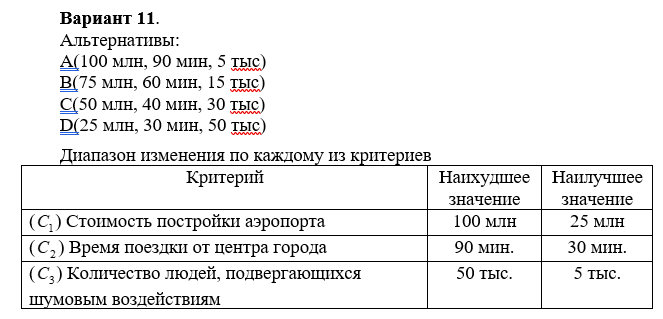 Вариант 11.
Альтернативы:
A(100 млн, 90 мин, 5 тыс)
B(75 млн, 60 мин, 15 тыс)
C(50 млн, 40 мин, 30 тыс)
D(25 млн, 30 мин, 50 тыс)
Диапазон изменения по каждому из критериев
Критерий Наихудшее значение Наилучшее значение
(C₁) Стоимость постройки аэропорта 100 млн 25 млн
(C₂) Время поездки от центра города 90 мин. 30 мин.
(C₃) Количество людей, подвергающихся 50 тыс. 5 тыс.
шумовым воздействиям